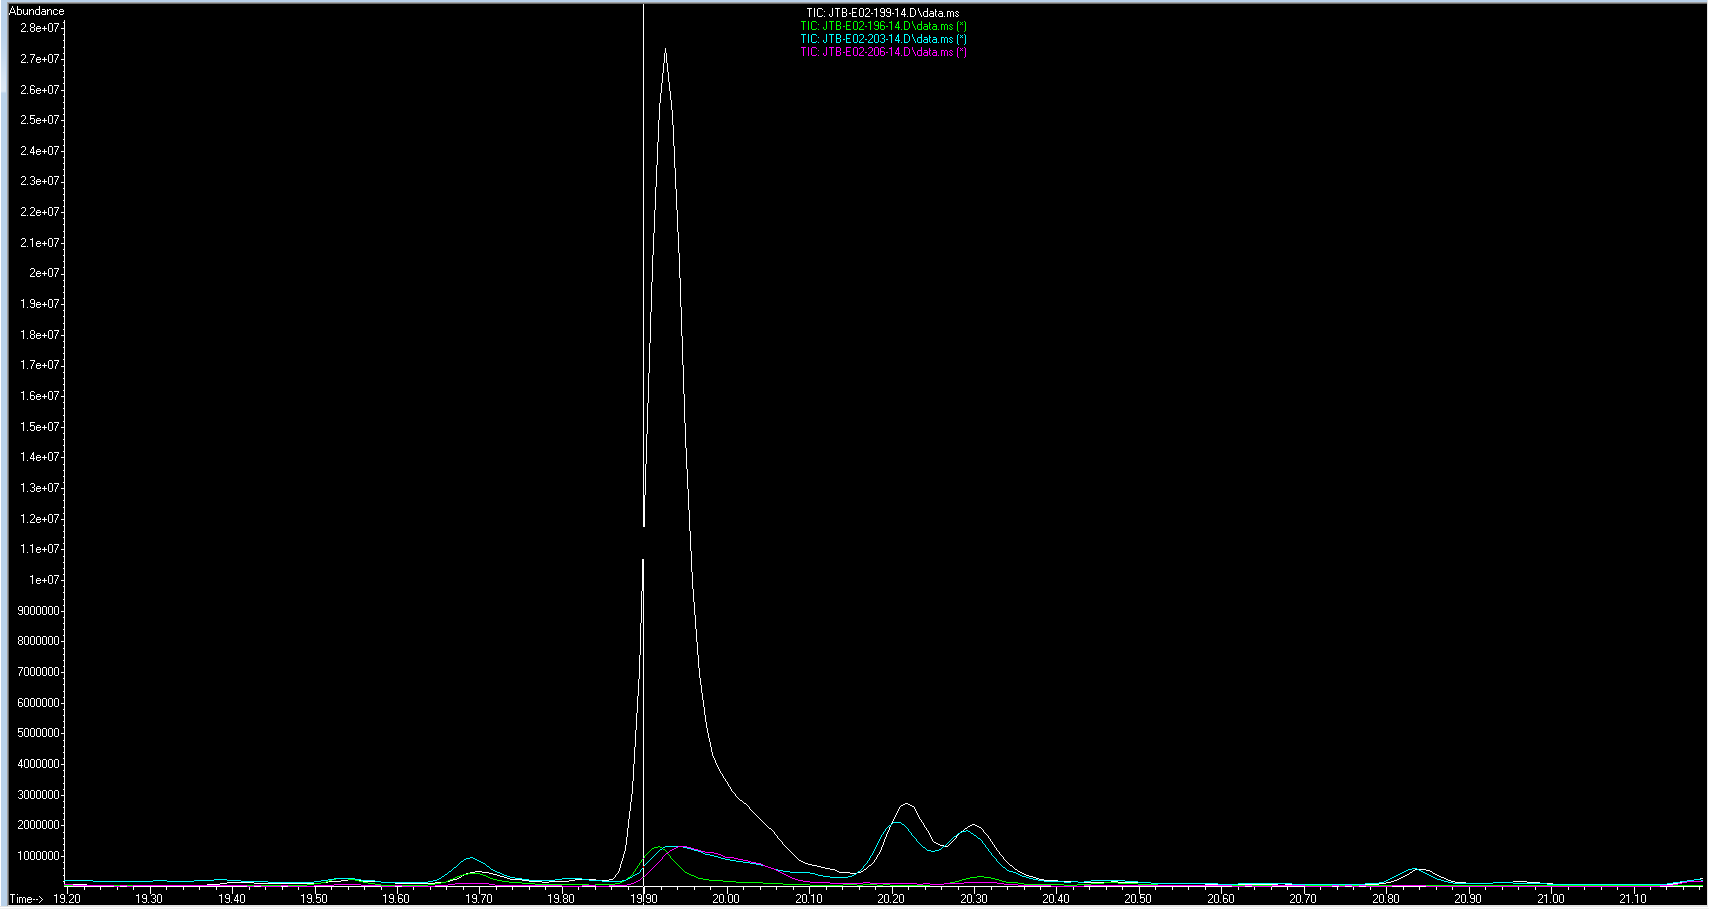 Abundance
TIC: JTB-E02-199-14.D\data.ms
TIC: JTB-E02-196-14.D\data.ms (*)
TIC: JTB-E02-203-14.D\data.ms (*)
TIC: JTB-E02-206-14.D\data.ms (*)
2.8e+07
2.7e+07
2.6e+07
2.5e+07
2.4e+07
2.3e+07
2.2e+07
2.1e+07
2e+07
1.9e+07
1.8e+07
1.7e+07
1.6e+07
1.5e+07
1.4e+07
1.3e+07
1.2e+07
1.1e+07
1e+07
9000000
8000000
7000000
6000000
5000000
4000000
3000000
2000000
1000000
Time--> 19.20 19.30 19.40 19.50 19.60 19.70 19.80 19.90 20.00 20.10 20.20 20.30 20.40 20.50 20.60 20.70 20.80 20.90 21.00 21.10